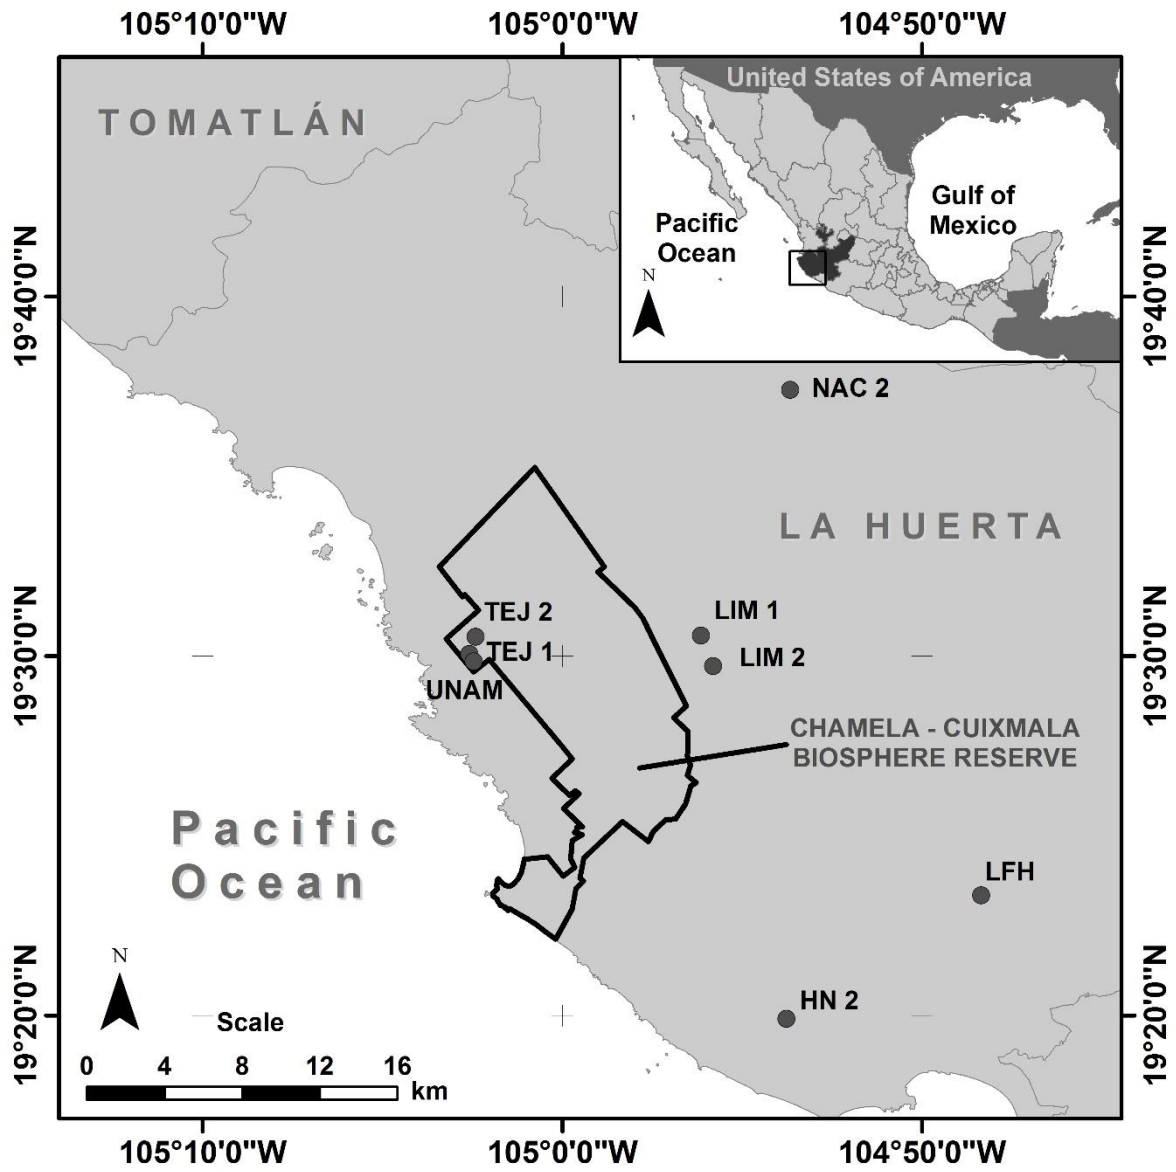 105°10'0"W 105°0'0"W 104°50'0"W
TOMATLÁN
United States of America
Gulf of
Mexico
Pacific
Ocean
N
19°40'0"N 19°40'0"N
NAC 2
LA HUERTA
TEJ 2
LIM 1
TEJ 1
LIM 2
19°30'0"N 19°30'0"N
UNAM
CHAMELA - CUIXMALA
BIOSPHERE RESERVE
Pacific
Ocean
LFH
N
HN 2
19°20'0"N 19°20'0"N
Scale
0 4 8 12 16
km
105°10'0"W 105°0'0"W 104°50'0"W